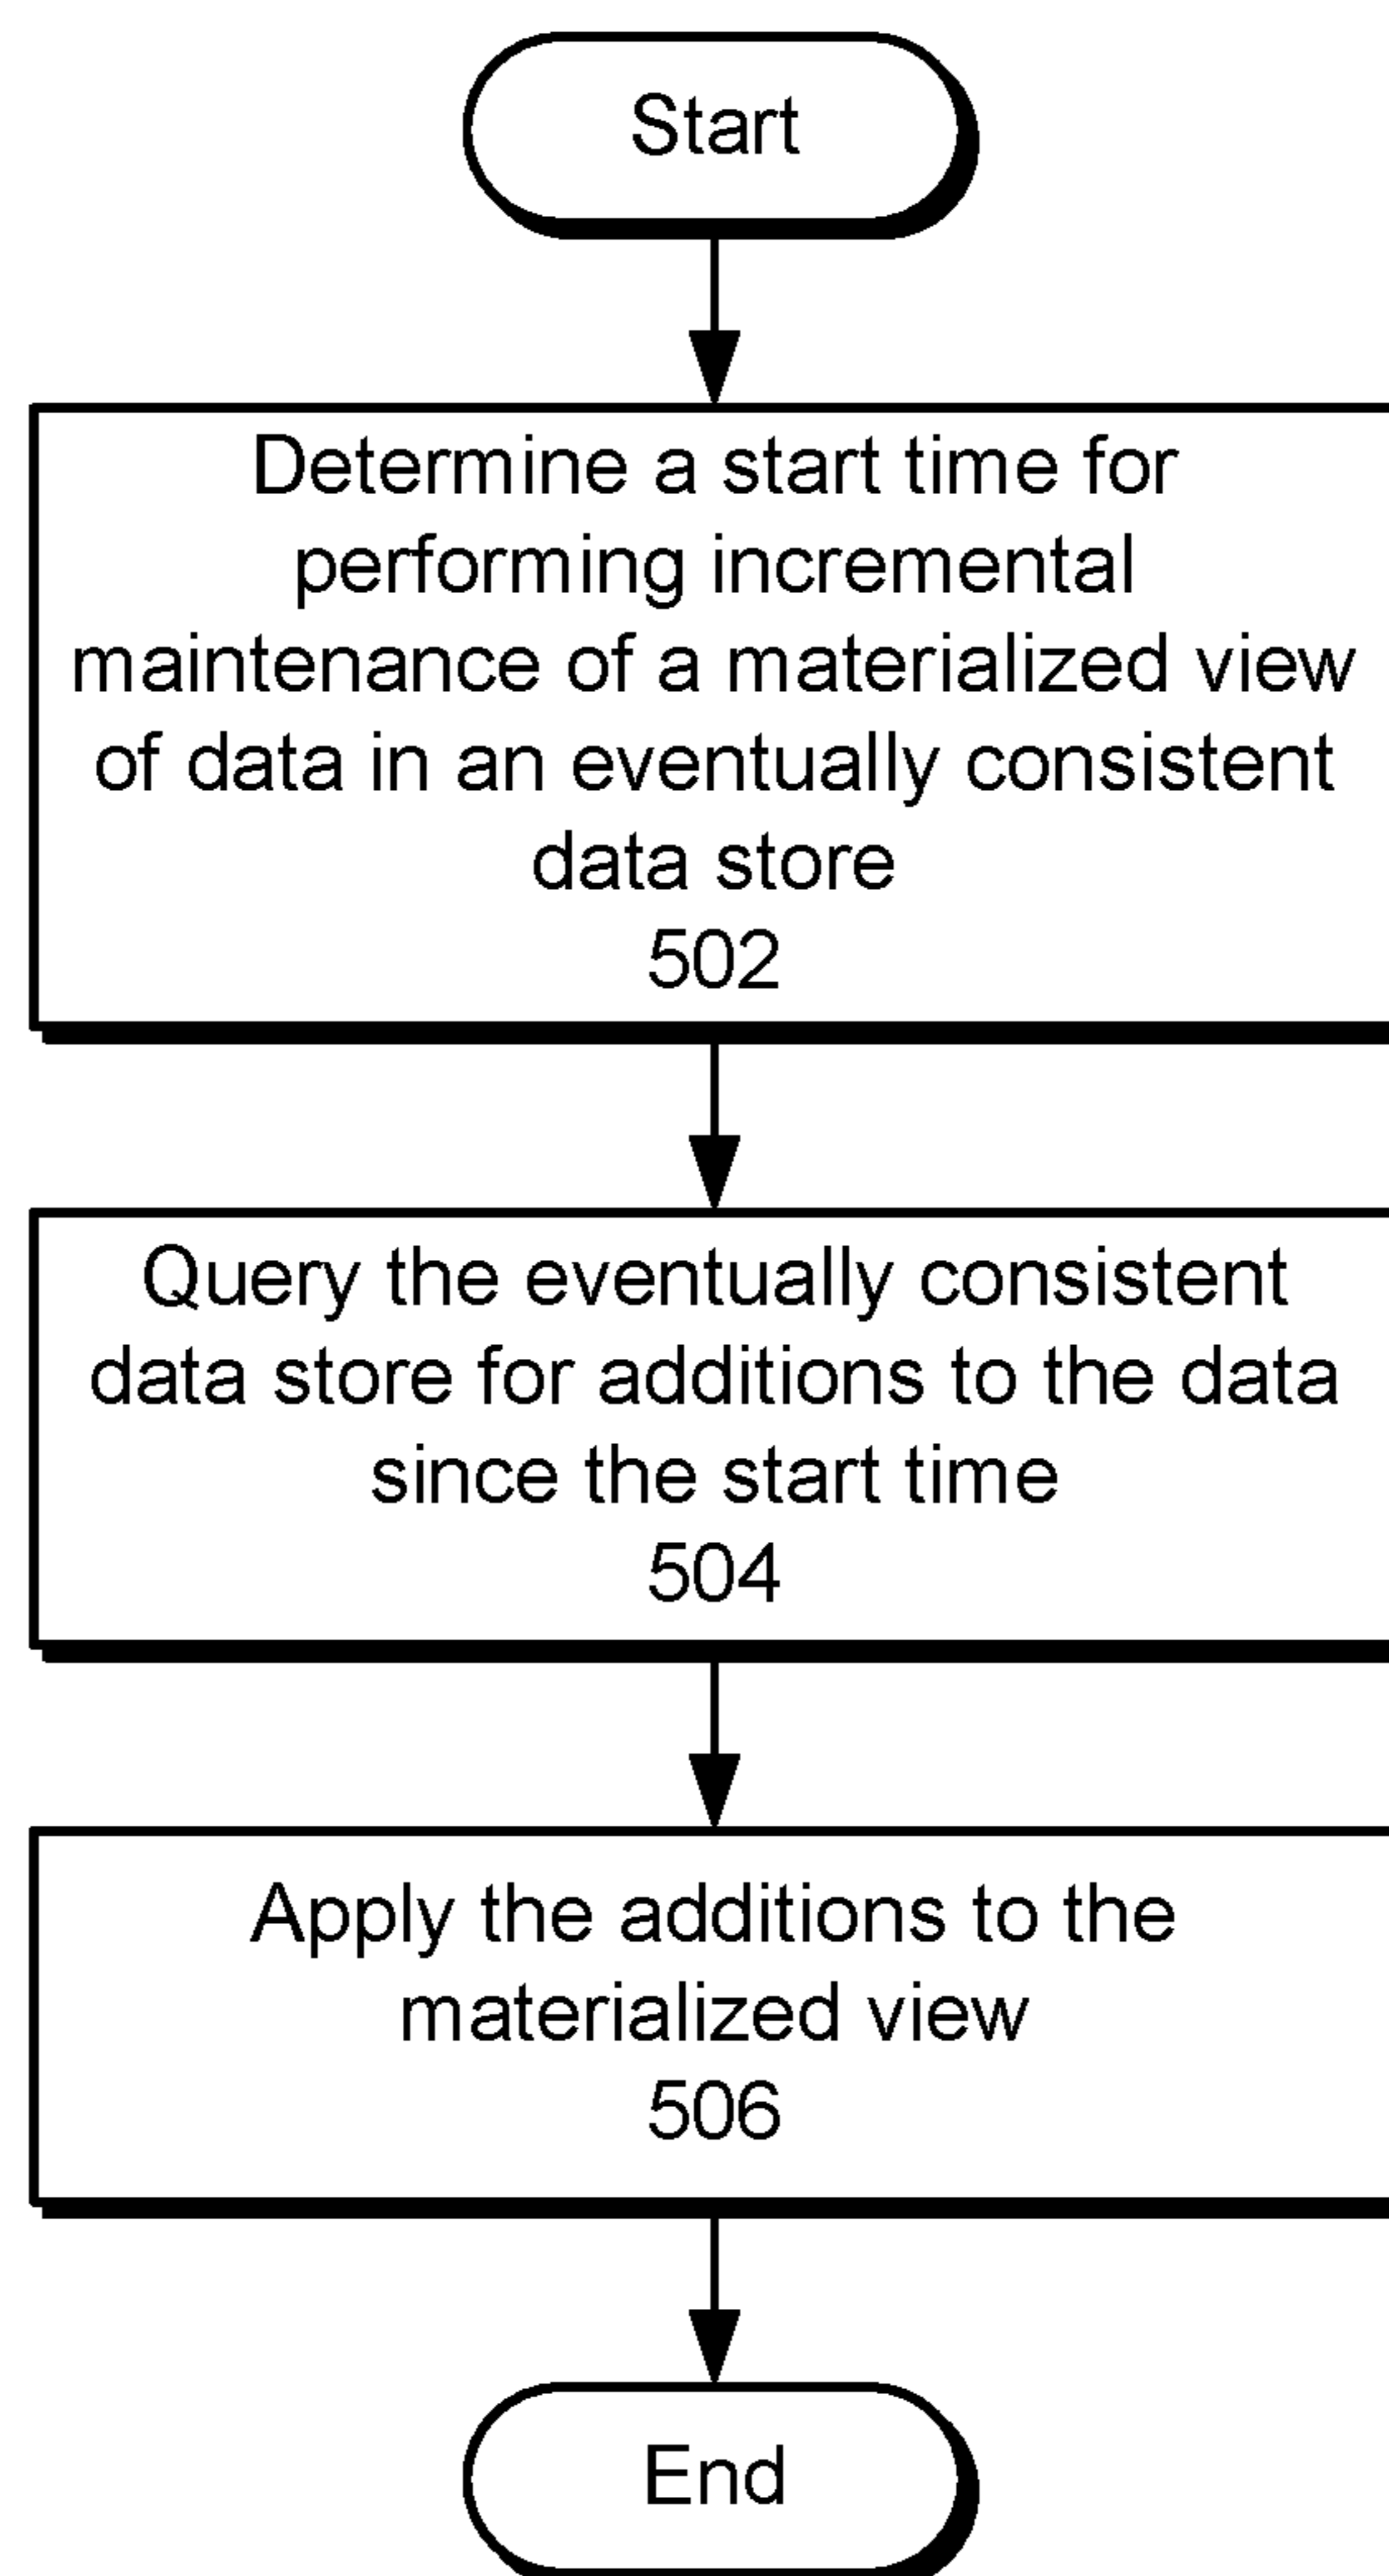 Start
Determine a start time for
performing incremental
maintenance of a materialized view
of data in an eventually consistent
data store
502
Query the eventually consistent
data store for additions to the data
since the start time
504
Apply the additions to the
materialized view
506
End